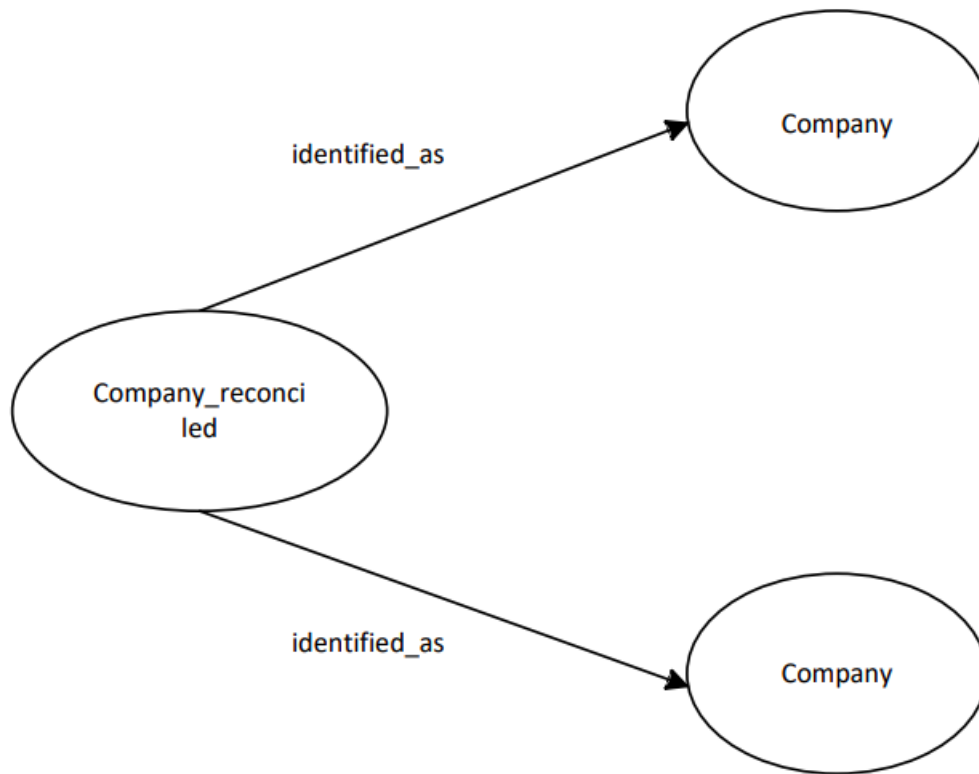 Company
identified_as
Company_reconci
led
identified_as
Company